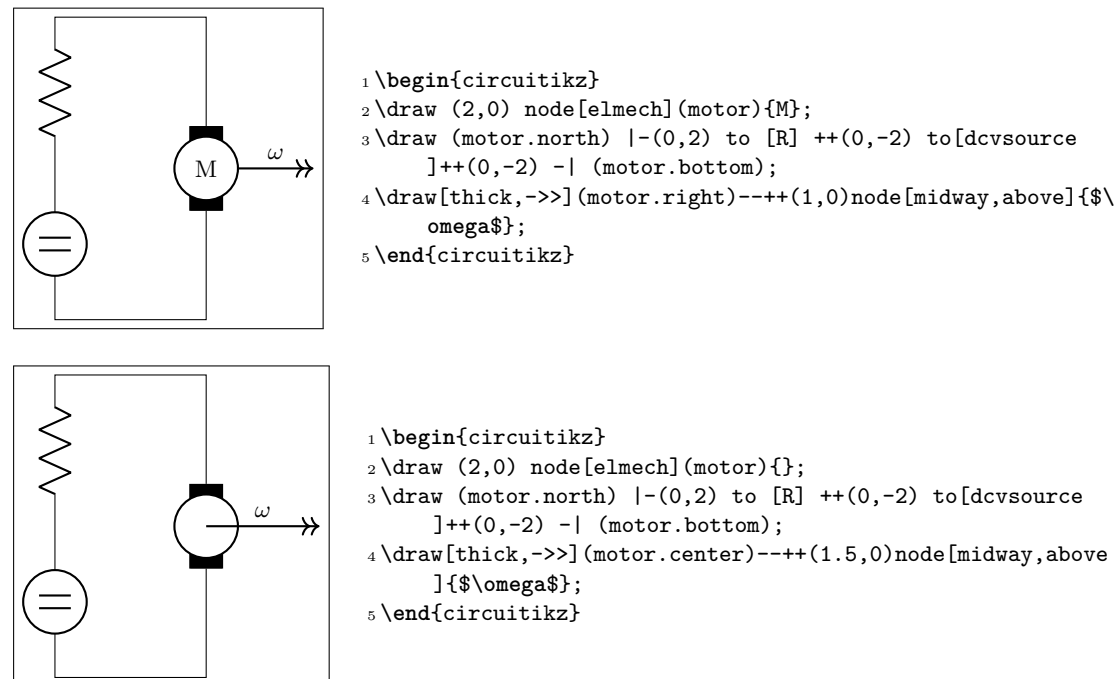 M
ω
1 \begin{circuitikz}
2 \draw (2,0) node[elmech](motor){M};
3 \draw (motor.north) |-(0,2) to [R] ++(0,-2) to[dcvsource
]++(0,-2) -| (motor.bottom);
4 \draw[thick,->>](motor.right)--++(1,0)node[midway,above]{$\
omega$};
5 \end{circuitikz}
ω
1 \begin{circuitikz}
2 \draw (2,0) node[elmech](motor){};
3 \draw (motor.north) |-(0,2) to [R] ++(0,-2) to[dcvsource
]++(0,-2) -| (motor.bottom);
4 \draw[thick,->>](motor.center)--++(1.5,0)node[midway,above
]{$\omega$};
5 \end{circuitikz}